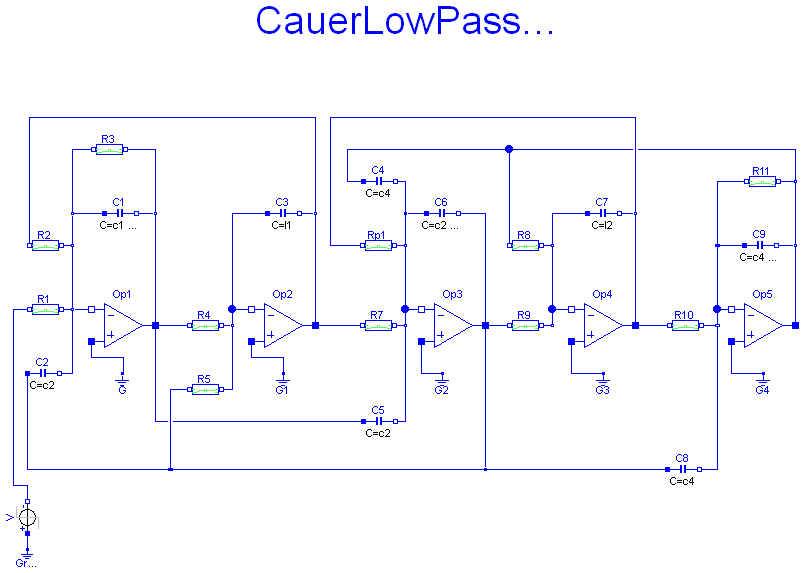 CauerLowPass...
R3
C1
C=c1 ...
C3
C=l1
C4
C=c4
C6
C=c2 ...
C7
C=l2
R11
C9
C=c4 ...
R2
Rp1
R8
R1
Op1
Op2
Op3
Op4
Op5
R4
R7
R9
R10
C2
C=c2
G
R5
G1
G2
G3
G4
C5
C=c2
C8
C=c4
V
Gr...